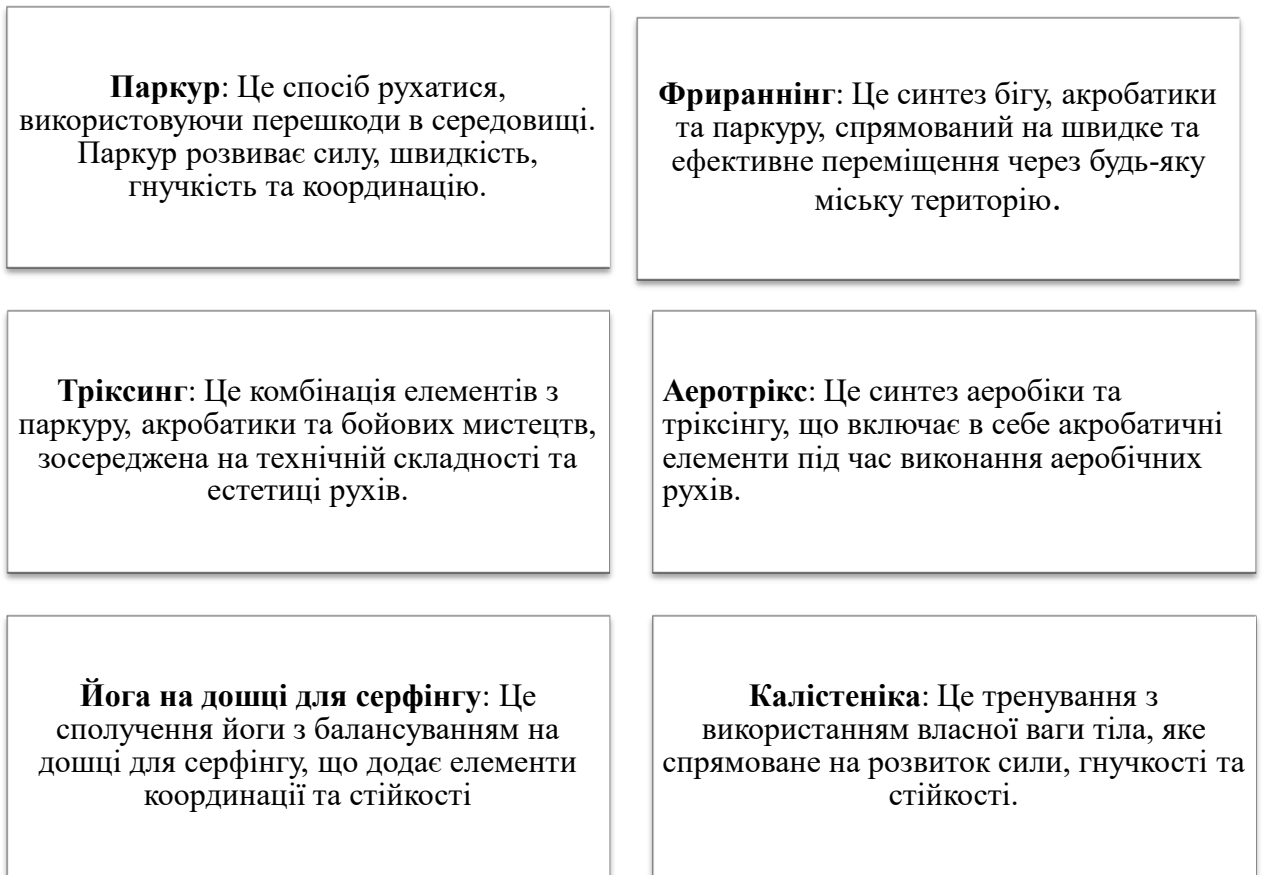 Паркур: Це спосіб рухатися,
використовуючи перешкоди в середовищі.
Паркур розвиває силу, швидкість,
гнучкість та координацію.
Фрираннінг: Це синтез бігу, акробатики
та паркуру, спрямований на швидке та
ефективне переміщення через будь-яку
міську територію.
Тріксинг: Це комбінація елементів з
паркуру, акробатики та бойових мистецтв,
зосереджена на технічній складності та
естетиці рухів.
Аеротрікс: Це синтез аеробіки та
тріксінгу, що включає в себе акробатичні
елементи під час виконання аеробічних
рухів.
Йога на дошці для серфінгу: Це
сполучення йоги з балансуванням на
дошці для серфінгу, що додає елементи
координації та стійкості
Калістеніка: Це тренування з
використанням власної ваги тіла, яке
спрямоване на розвиток сили, гнучкості та
стійкості.